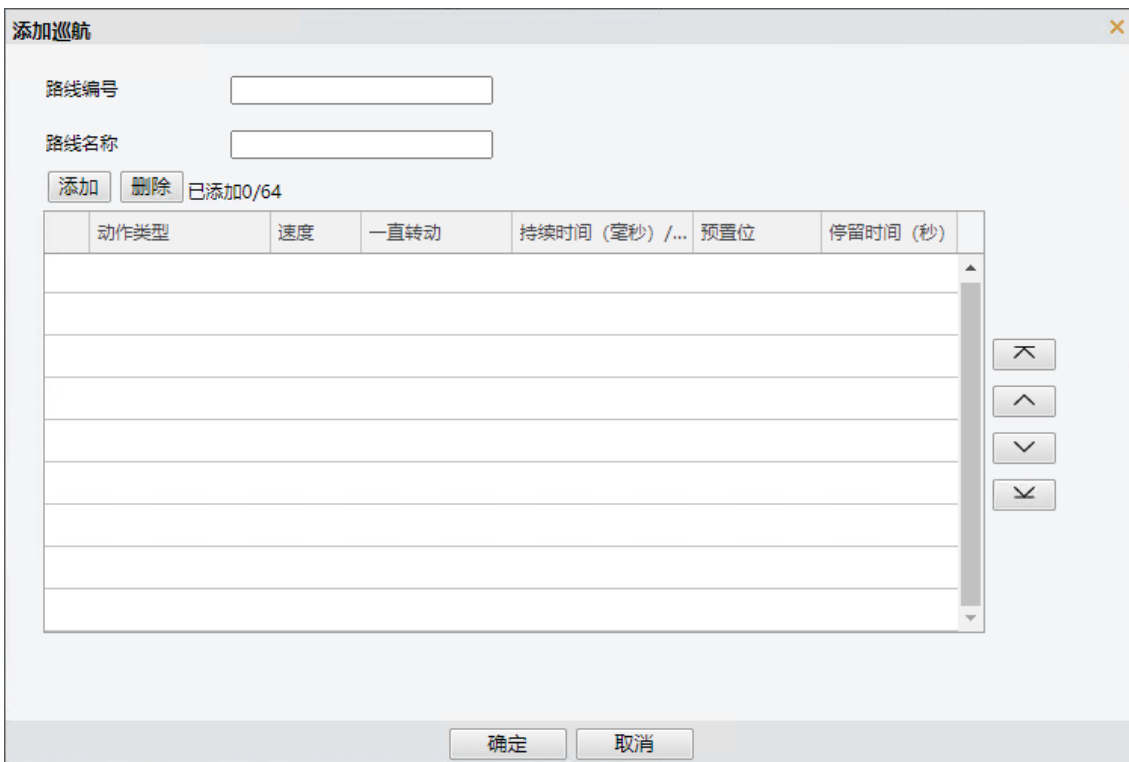 添加巡航
路线编号
路线名称
添加 删除 已添加0/64
动作类型 速度 一直转动 持续时间（毫秒）/... 预置位 停留时间（秒）
确定 取消